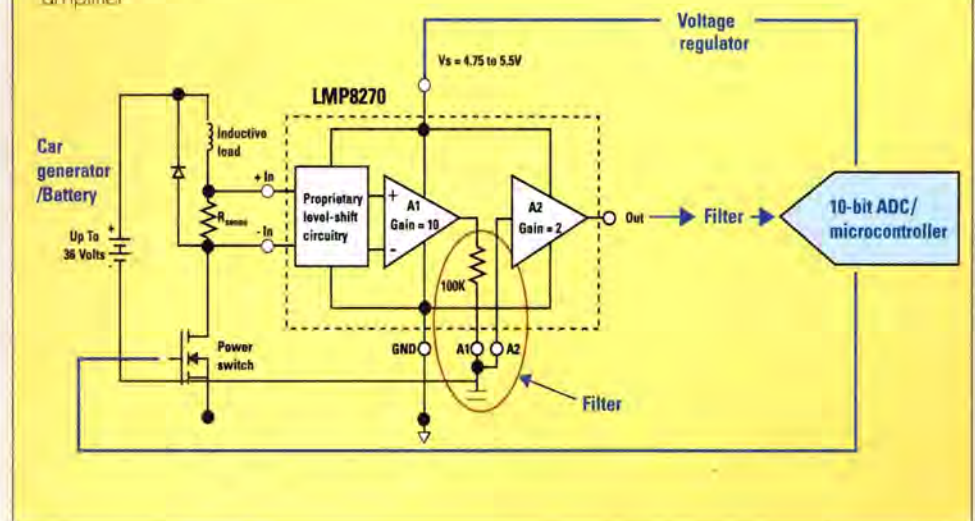 amplifier
Voltage
regulator
Vs = 4.75 to 5.5V
LMP8270
Car
generator
/Battery
Inductive
load
+ In
Rsense
- In
Up To
36 Volts
+
-
Proprietary
level-shift
circuitry
+
A1
Gain = 10
-
A2
Gain = 2
Out
Filter
10-bit ADC/
microcontroller
100K
Power
switch
GND
A1
A2
Filter